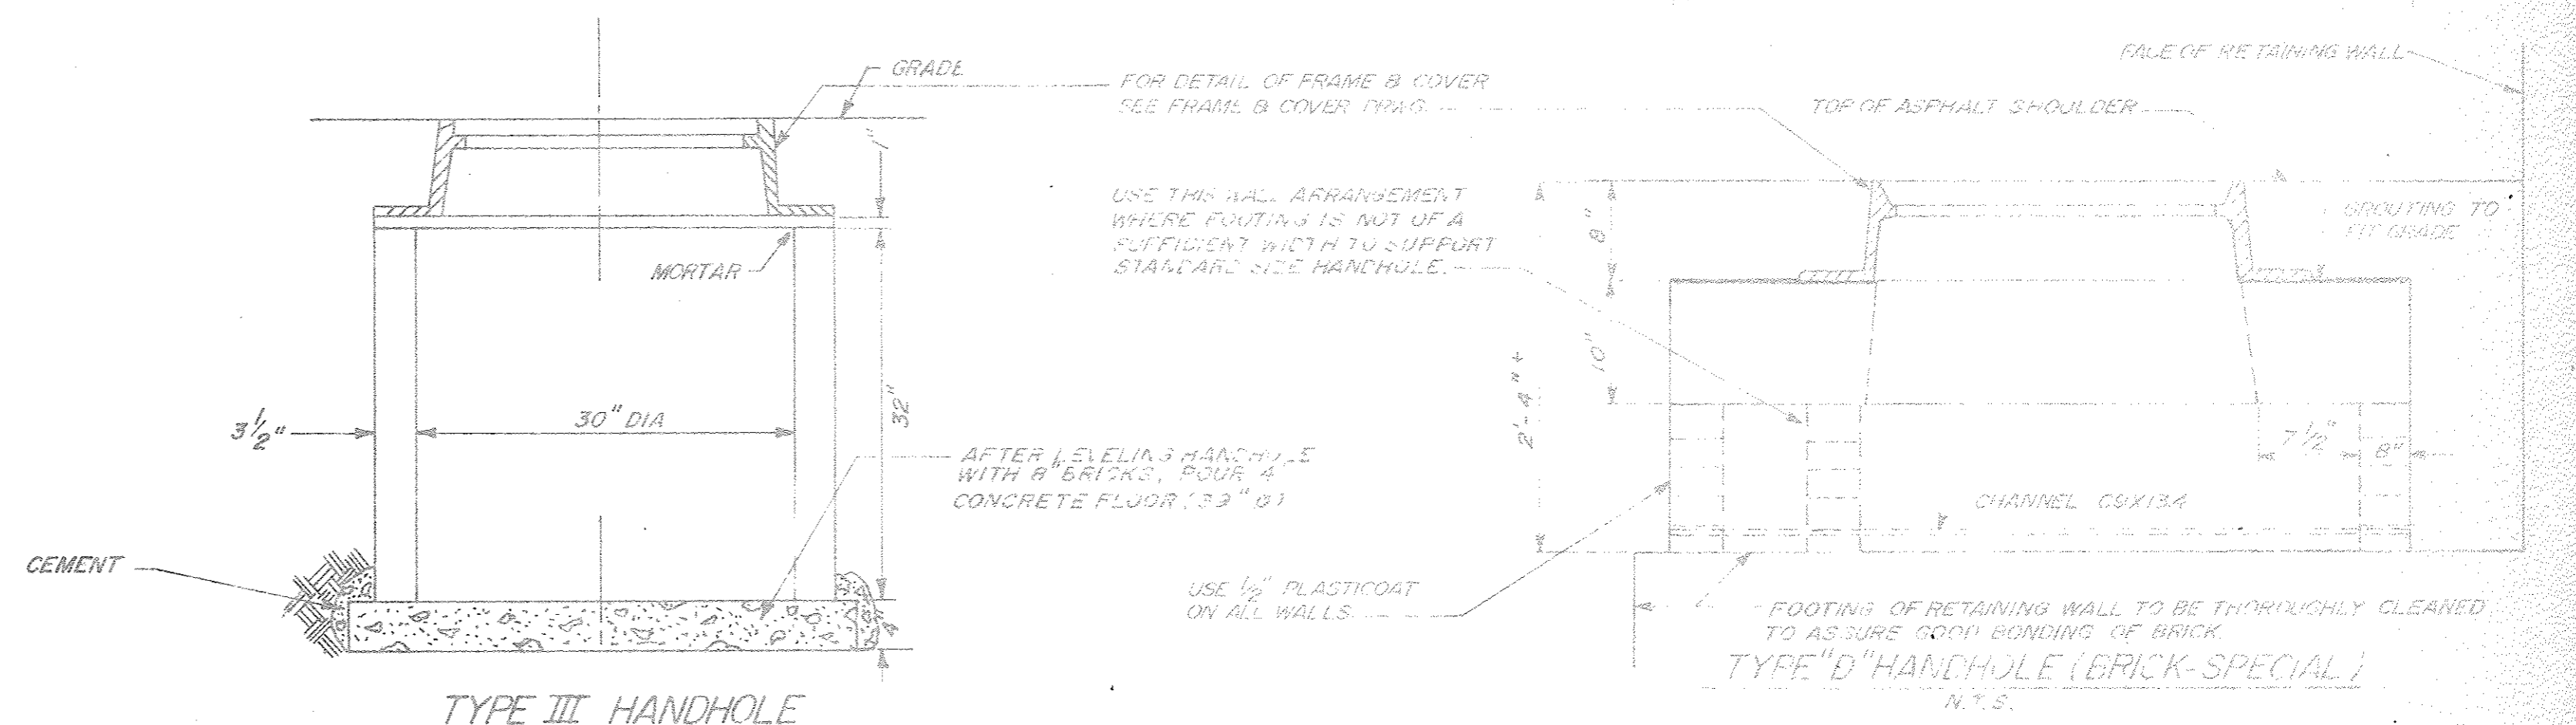 GRADE
FOR DETAIL OF FRAME & COVER
SEE FRAME & COVER DRWG.
MORTAR
3 1/2"
30" DIA
32"
AFTER LEVELING HANDHOLE
WITH 8" BRICKS, POUR 4
CONCRETE FLOOR (39" Ø)
CEMENT
TYPE III HANDHOLE
USE THIS WALL ARRANGEMENT
WHERE FOOTING IS NOT OF A
SUFFICIENT WIDTH TO SUPPORT
STANDARD SIZE HANDHOLE.
FACE OF RETAINING WALL
TOP OF ASPHALT SHOULDER
GROUTING TO
FIT GRADE
8"
10"
2'-4"+
7 1/2"
8"
CHANNEL C9X13.4
USE 1/2" PLASTICOAT
ON ALL WALLS.
FOOTING OF RETAINING WALL TO BE THOROUGHLY CLEANED
TO ASSURE GOOD BONDING OF BRICK.
TYPE "D" HANDHOLE (BRICK-SPECIAL)
N.T.S.